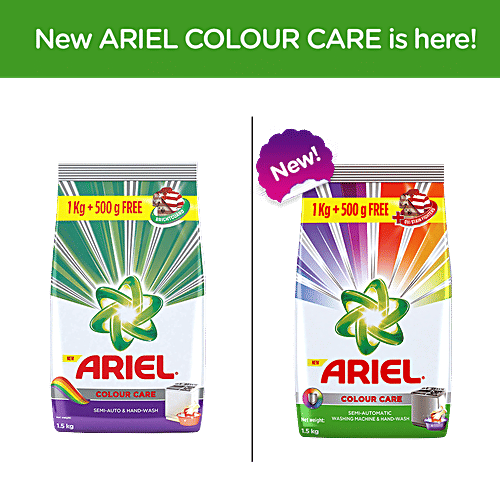 New ARIEL COLOUR CARE is here!
New!
1 Kg + 500 g FREE
NEW
ARIEL
COLOUR CARE
SEMI-AUTO & HAND-WASH
Net weight:
1.5 kg
1 Kg + 500 g FREE
NEW
ARIEL
COLOUR CARE
SEMI-AUTOMATIC
WASHING MACHINE & HAND-WASH
Net weight:
1.5 kg